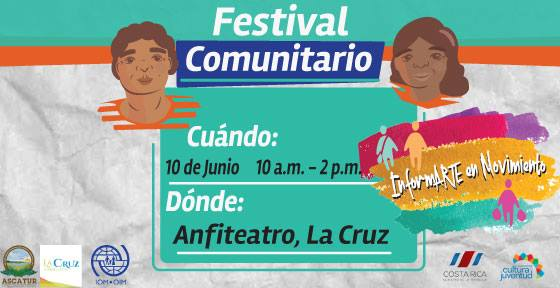 Festival
Comunitario
Cuándo:
10 de Junio 10 a.m. - 2 p.m.
Dónde:
Anfiteatro, La Cruz
InformARTE en Movimiento
ASCATUR
LA CRUZ
IOM • OIM
COSTA RICA
cultura
juventud